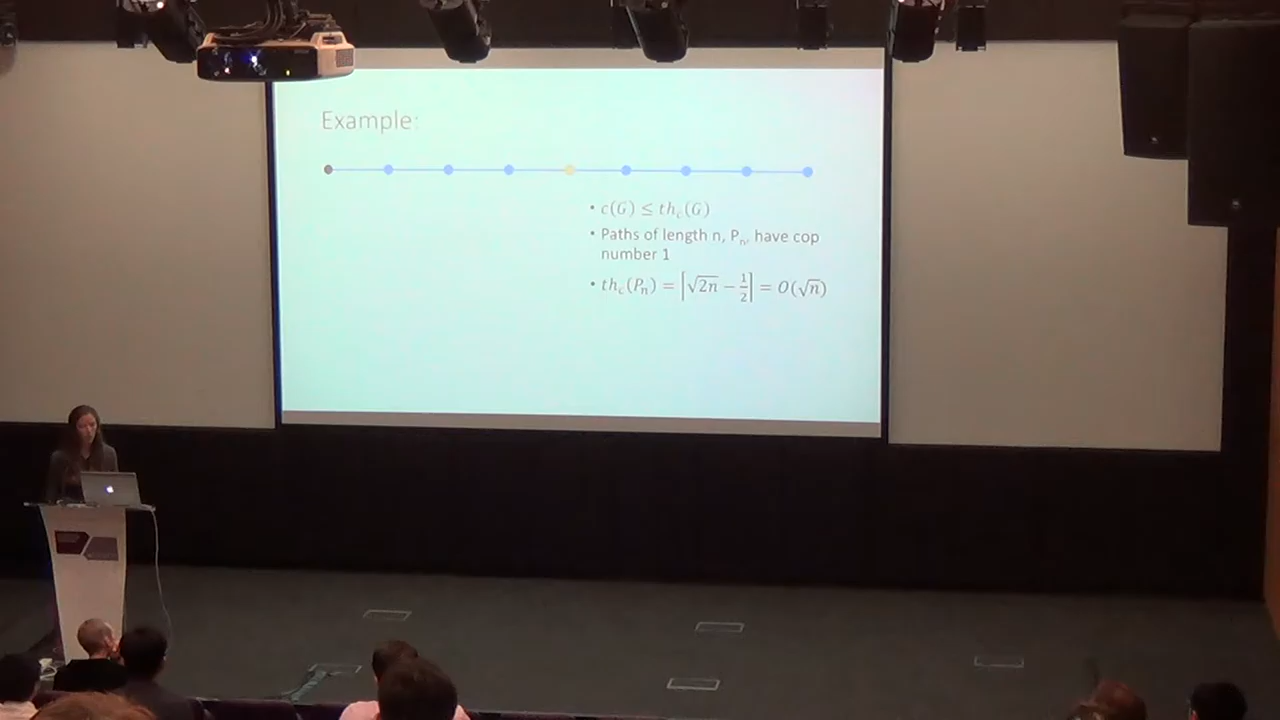 Example:
• c(G) ≤ th_c(G)
• Paths of length n, P_n, have cop
number 1
• th_c(P_n) = ⌈√2n − 1/2⌉ = O(√n)